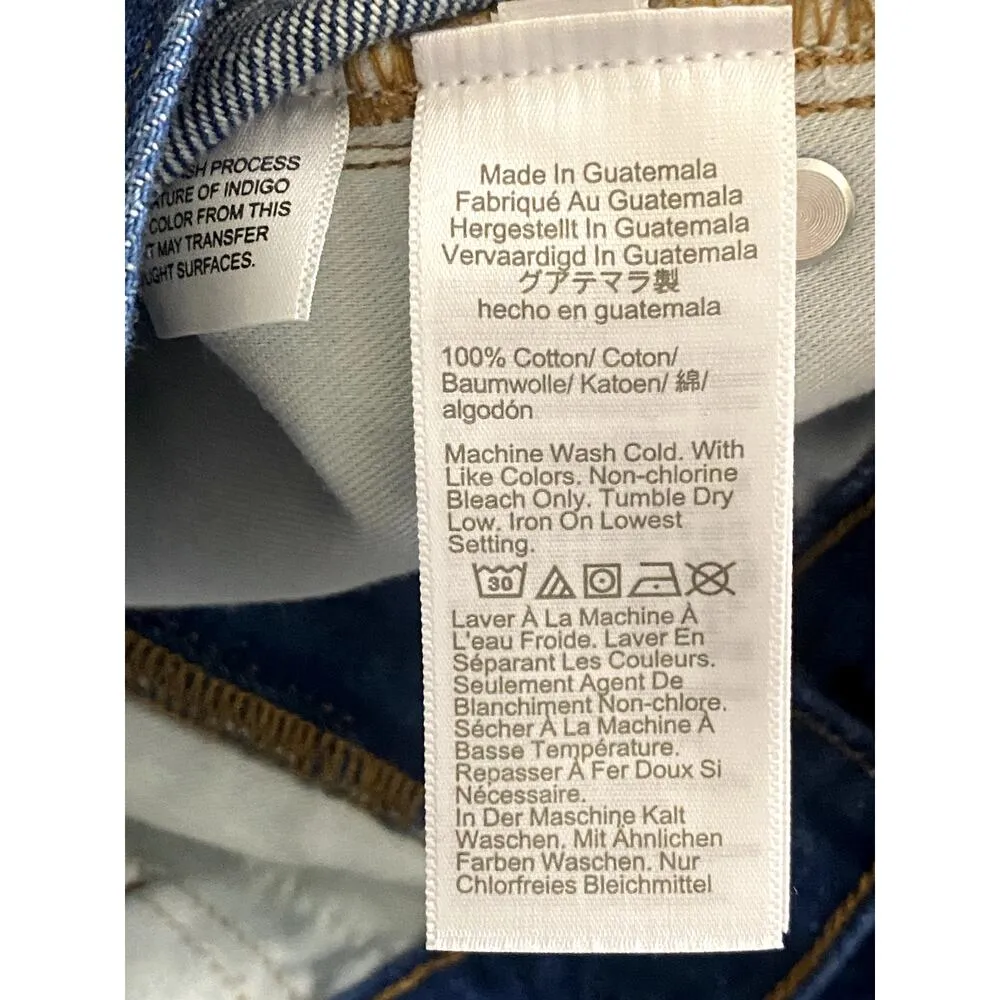 SH PROCESS
ATURE OF INDIGO
COLOR FROM THIS
MAY TRANSFER
SURFACES.
Made In Guatemala
Fabriqué Au Guatemala
Hergestellt In Guatemala
Vervaardigd In Guatemala
グアテマラ製
hecho en guatemala
100% Cotton/ Coton/
Baumwolle/ Katoen/ 綿/
algodón
Machine Wash Cold. With
Like Colors. Non-chlorine
Bleach Only. Tumble Dry
Low. Iron On Lowest
Setting.
30
Laver À La Machine À
L'eau Froide. Laver En
Séparant Les Couleurs.
Seulement Agent De
Blanchiment Non-chlore.
Sécher À La Machine À
Basse Température.
Repasser À Fer Doux Si
Nécessaire.
In Der Maschine Kalt
Waschen. Mit Ähnlichen
Farben Waschen. Nur
Chlorfreies Bleichmittel